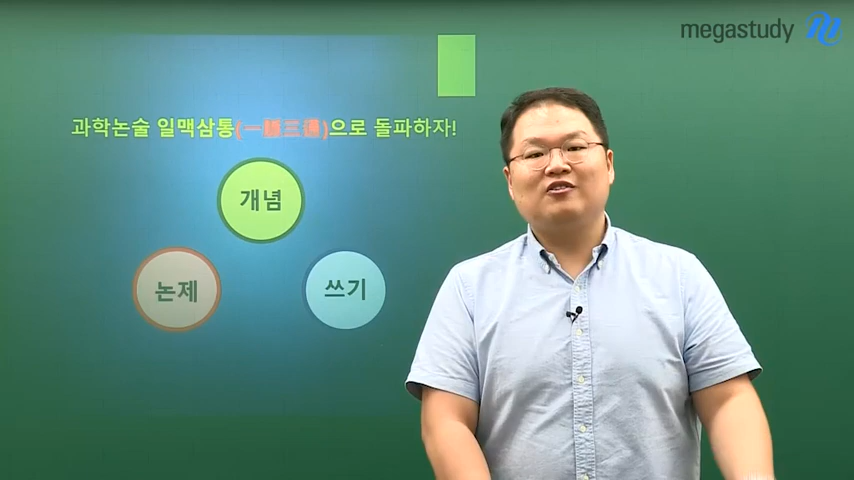 megastudy
과학논술 일맥삼통(一脈三通)으로 돌파하자!
개념
논제
쓰기